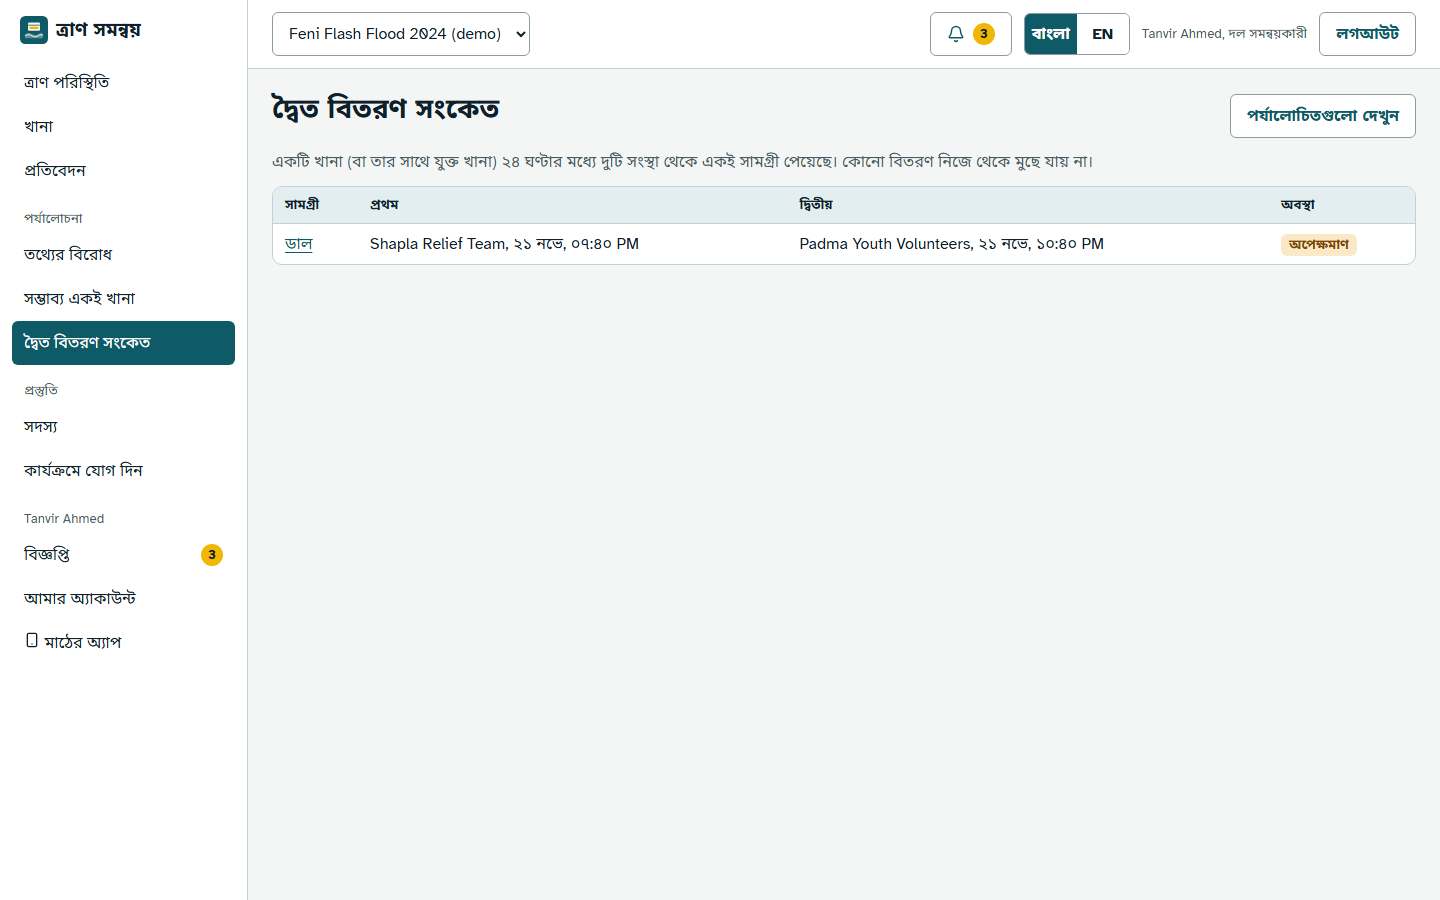 ত্রাণ সমন্বয়
ত্রাণ পরিস্থিতি
খানা
প্রতিবেদন
পর্যালোচনা
তথ্যের বিরোধ
সম্ভাব্য একই খানা
দ্বৈত বিতরণ সংকেত
প্রস্তুতি
সদস্য
কার্যক্রমে যোগ দিন
Tanvir Ahmed
বিজ্ঞপ্তি 3
আমার অ্যাকাউন্ট
মাঠের অ্যাপ
Feni Flash Flood 2024 (demo) 3 বাংলা EN Tanvir Ahmed, দল সমন্বয়কারী লগআউট
দ্বৈত বিতরণ সংকেত পর্যালোচিতগুলো দেখুন
একটি খানা (বা তার সাথে যুক্ত খানা) ২৪ ঘণ্টার মধ্যে দুটি সংস্থা থেকে একই সামগ্রী পেয়েছে। কোনো বিতরণ নিজে থেকে মুছে যায় না।
সামগ্রী প্রথম দ্বিতীয় অবস্থা
ডাল Shapla Relief Team, ২১ নভে, ০৭:৪০ PM Padma Youth Volunteers, ২১ নভে, ১০:৪০ PM অপেক্ষমাণ